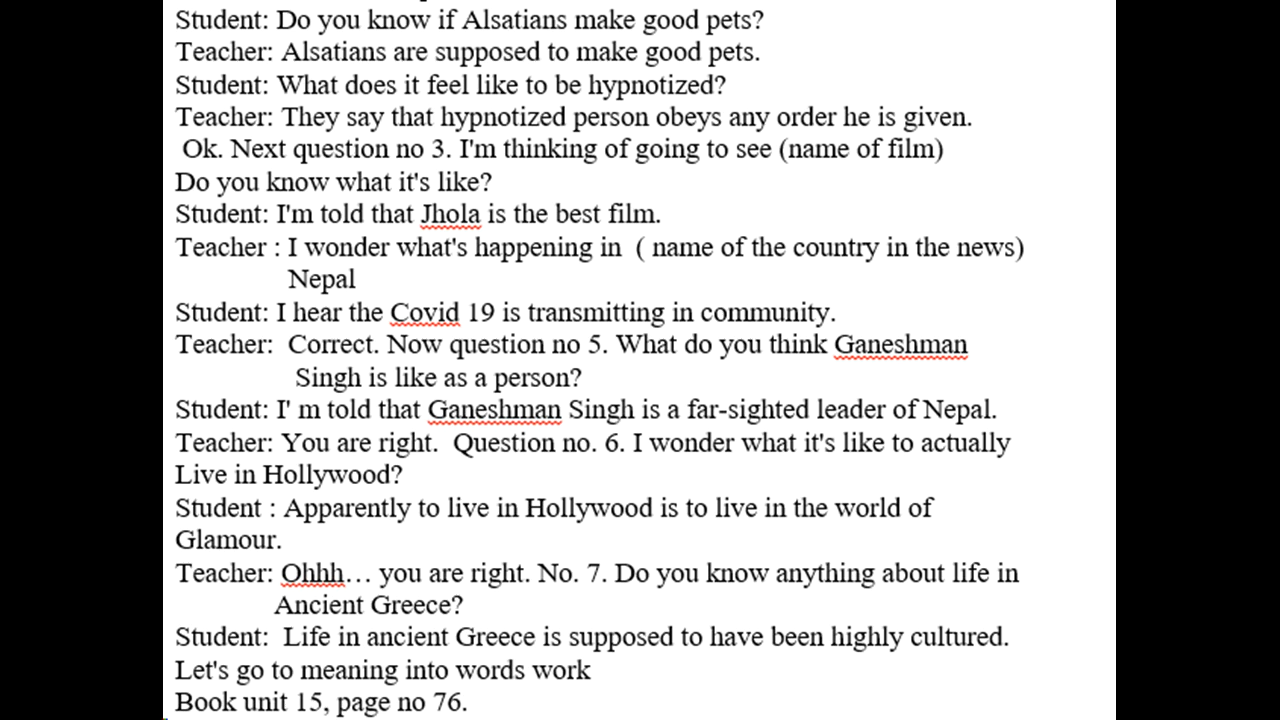 Student: Do you know if Alsatians make good pets?
Teacher: Alsatians are supposed to make good pets.
Student: What does it feel like to be hypnotized?
Teacher: They say that hypnotized person obeys any order he is given.
Ok. Next question no 3. I'm thinking of going to see (name of film)
Do you know what it's like?
Student: I'm told that Jhola is the best film.
Teacher : I wonder what's happening in ( name of the country in the news)
Nepal
Student: I hear the Covid 19 is transmitting in community.
Teacher: Correct. Now question no 5. What do you think Ganeshman
Singh is like as a person?
Student: I' m told that Ganeshman Singh is a far-sighted leader of Nepal.
Teacher: You are right. Question no. 6. I wonder what it's like to actually
Live in Hollywood?
Student : Apparently to live in Hollywood is to live in the world of
Glamour.
Teacher: Ohhh… you are right. No. 7. Do you know anything about life in
Ancient Greece?
Student: Life in ancient Greece is supposed to have been highly cultured.
Let's go to meaning into words work
Book unit 15, page no 76.